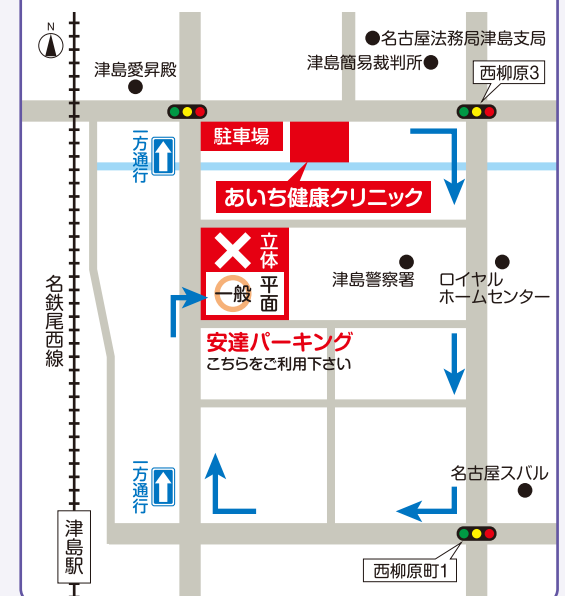 N
名古屋法務局津島支局
津島簡易裁判所
津島愛昇殿
西柳原3
一方通行
駐車場
あいち健康クリニック
立体
一般
平面
津島警察署
ロイヤル
ホームセンター
名鉄尾西線
安達パーキング
こちらをご利用下さい
一方通行
名古屋スバル
津島駅
西柳原町1